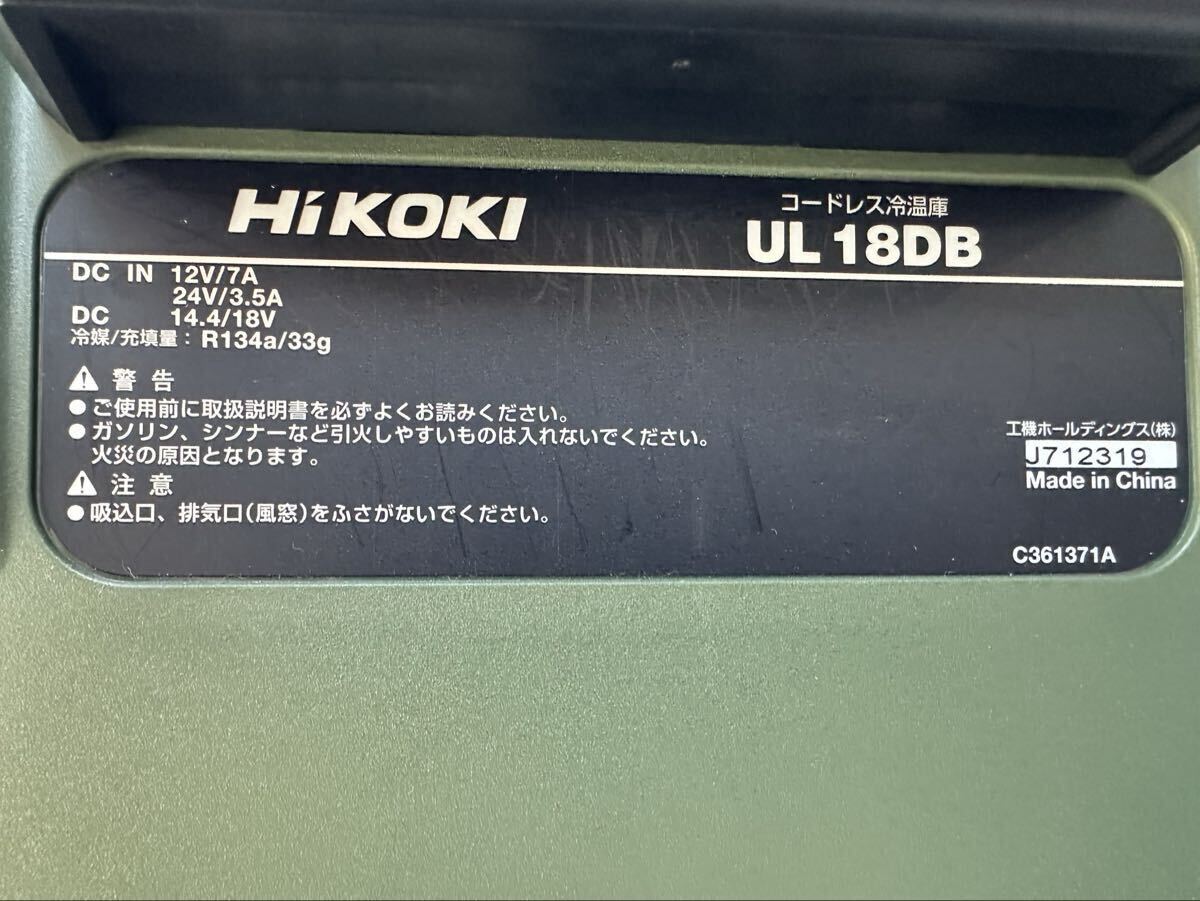 HiKOKI
コードレス冷温庫
UL 18DB
DC IN 12V/7A
24V/3.5A
DC 14.4/18V
冷媒/充填量: R134a/33g
⚠ 警告
●ご使用前に取扱説明書を必ずよくお読みください。
●ガソリン、シンナーなど引火しやすいものは入れないでください。
火災の原因となります。
⚠ 注意
●吸込口、排気口(風窓)をふさがないでください。
工機ホールディングス(株)
J712319
Made in China
C361371A